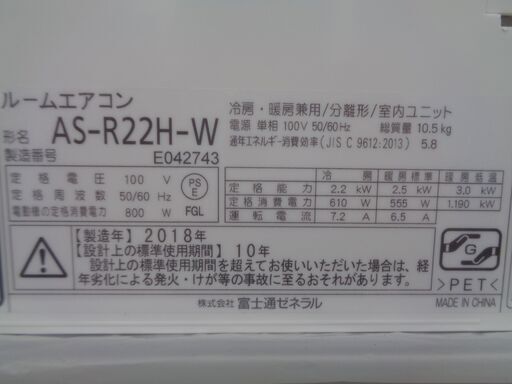 ルームエアコン
形名 AS-R22H-W
製造番号 E042743
冷房・暖房兼用/分離形/室内ユニット
電源 単相 100V 50/60Hz 総質量 10.5kg
通年エネルギー消費効率(JIS C 9612:2013) 5.8
定格電圧 100 V
定格周波数 50/60 Hz
電動機の定格消費電力 800 W
PS
E
FGL
冷房 暖房標準 暖房低温
定格能力 2.2 kW 2.5 kW 3.0 kW
定格消費電力 610 W 555 W 1.190 kW
運転電流 7.2 A 6.5 A
【製造年】2018年
【設計上の標準使用期間】10年
設計上の標準使用期間を超えてお使いいただいた場合は、経
年劣化による発火・けが等の事故に至るおそれがあります。
G
>PET<
株式会社 富士通ゼネラル
MADE IN CHINA